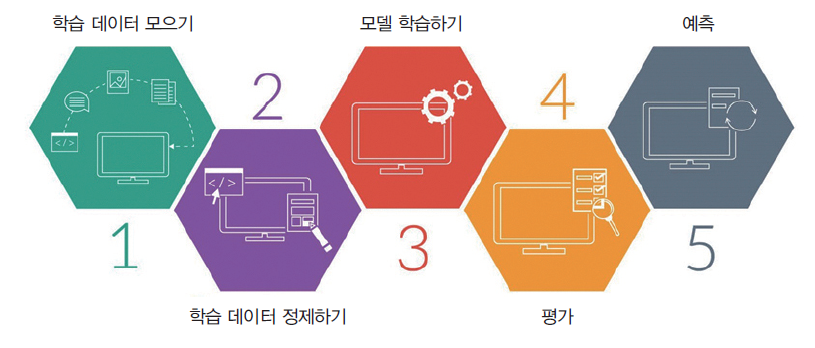 학습 데이터 모으기
1
2
학습 데이터 정제하기
모델 학습하기
3
4
평가
예측
5